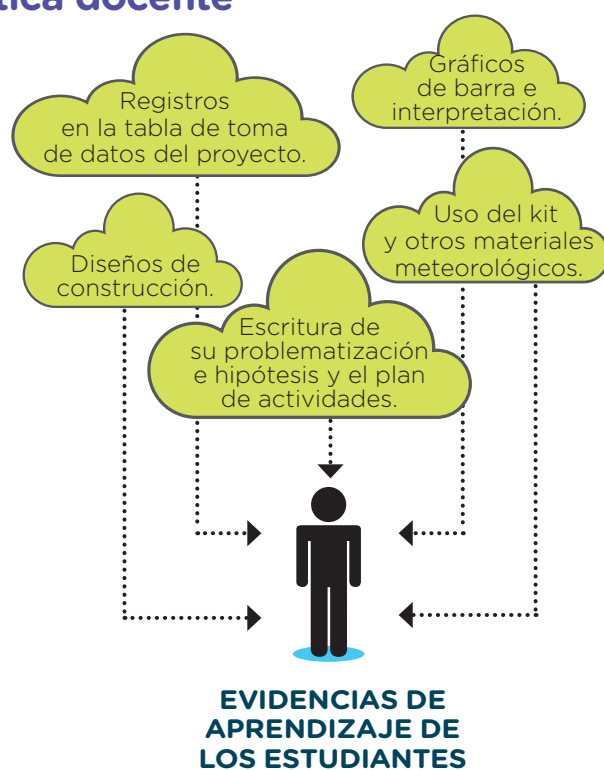 tica docente
Registros
en la tabla de toma
de datos del proyecto.
Gráficos
de barra e
interpretación.
Diseños de
construcción.
Uso del kit
y otros materiales
meteorológicos.
Escritura de
su problematización
e hipótesis y el plan
de actividades.
EVIDENCIAS DE
APRENDIZAJE DE
LOS ESTUDIANTES